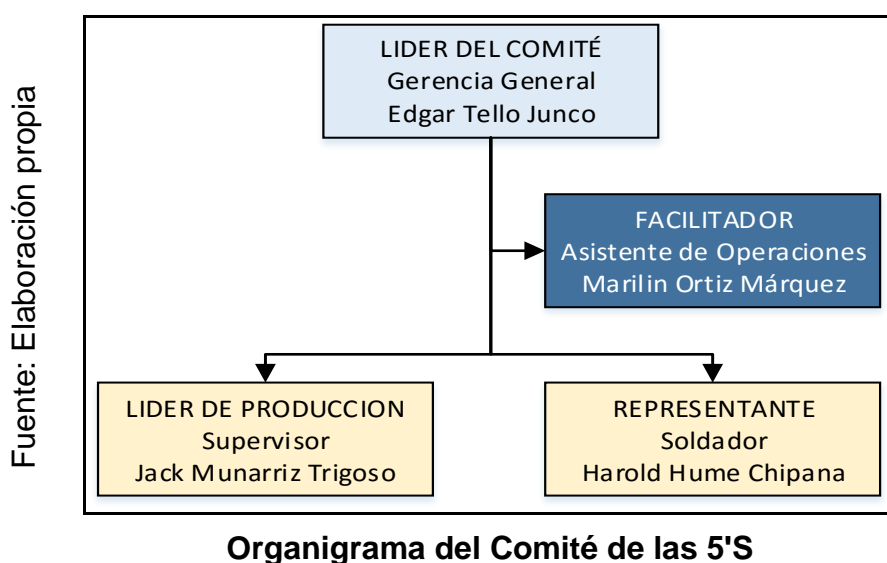 LIDER DEL COMITÉ
Gerencia General
Edgar Tello Junco
FACILITADOR
Asistente de Operaciones
Marilin Ortiz Márquez
LIDER DE PRODUCCION
Supervisor
Jack Munarriz Trigoso
REPRESENTANTE
Soldador
Harold Hume Chipana
Fuente: Elaboración propia
Organigrama del Comité de las 5'S